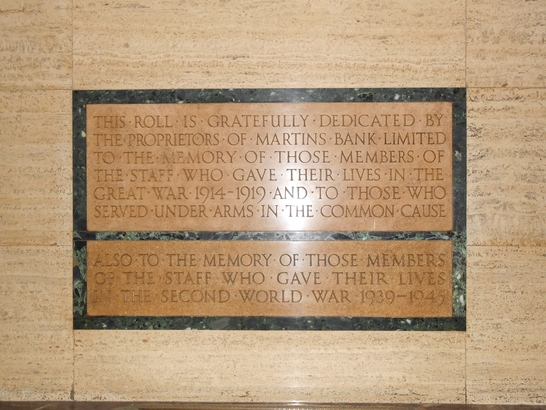 THIS·ROLL·IS·GRATEFULLY·DEDICATED·BY
THE·PROPRIETORS·OF·MARTINS·BANK·LIMITED
TO·THE·MEMORY·OF·THOSE·MEMBERS·OF
THE·STAFF·WHO·GAVE·THEIR·LIVES·IN·THE
GREAT·WAR·1914-1919·AND·TO·THOSE·WHO
SERVED·UNDER·ARMS·IN·THE·COMMON·CAUSE
ALSO·TO·THE·MEMORY·OF·THOSE·MEMBERS
OF·THE·STAFF·WHO·GAVE·THEIR·LIVES
IN·THE·SECOND·WORLD·WAR·1939-1945